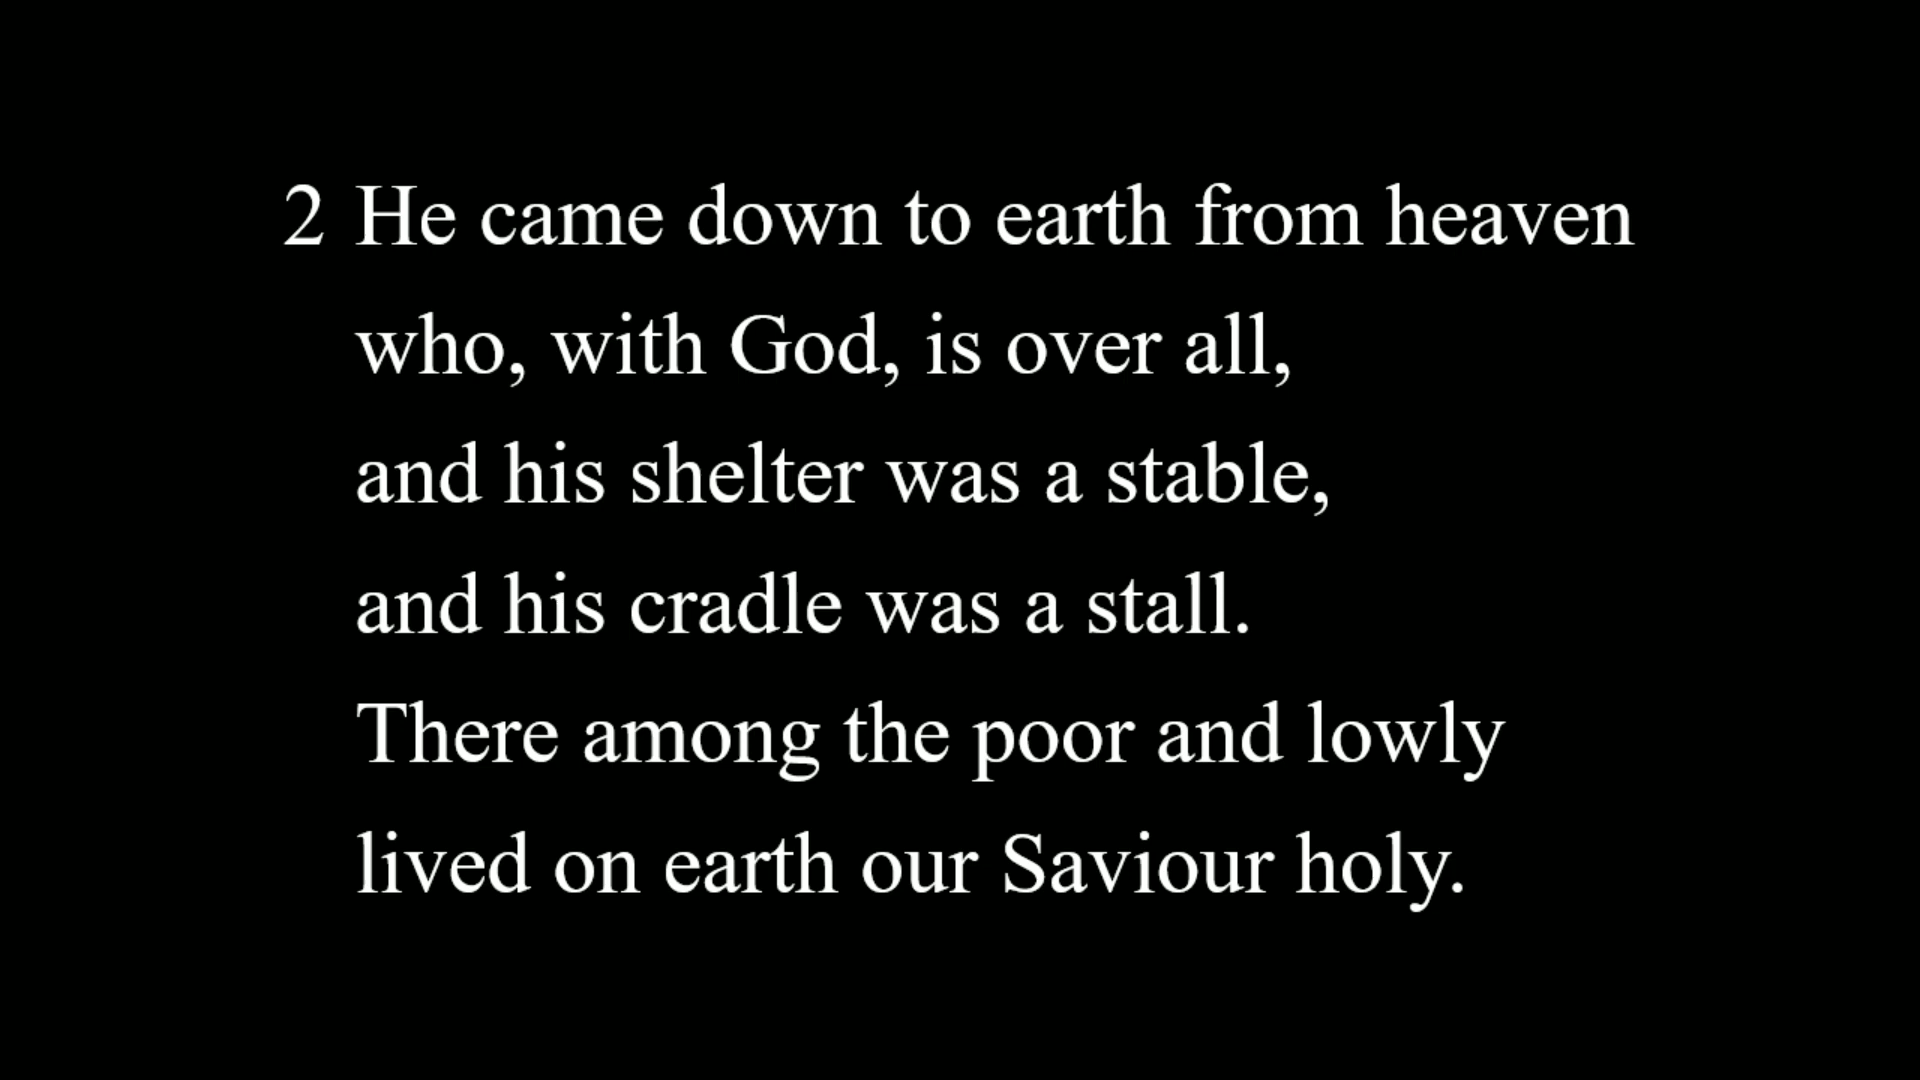 2 He came down to earth from heaven
who, with God, is over all,
and his shelter was a stable,
and his cradle was a stall.
There among the poor and lowly
lived on earth our Saviour holy.